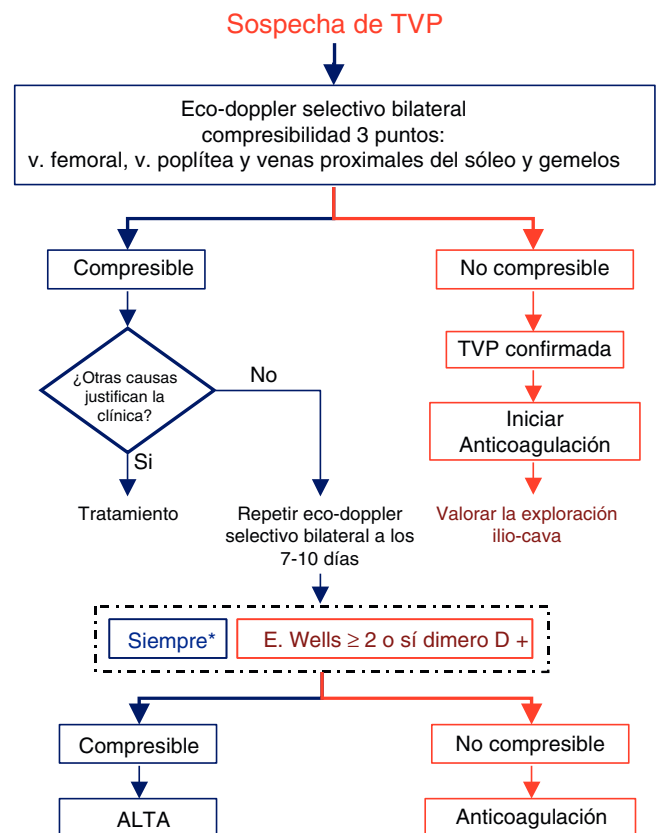 Sospecha de TVP
Eco-doppler selectivo bilateral
compresibilidad 3 puntos:
v. femoral, v. poplítea y venas proximales del sóleo y gemelos
Compresible
No compresible
¿Otras causas
justifican la
clínica?
No
Si
TVP confirmada
Iniciar
Anticoagulación
Tratamiento
Repetir eco-doppler
selectivo bilateral a los
7-10 días
Valorar la exploración
ilio-cava
Siempre*
E. Wells ≥ 2 o sí dimero D +
Compresible
No compresible
ALTA
Anticoagulación